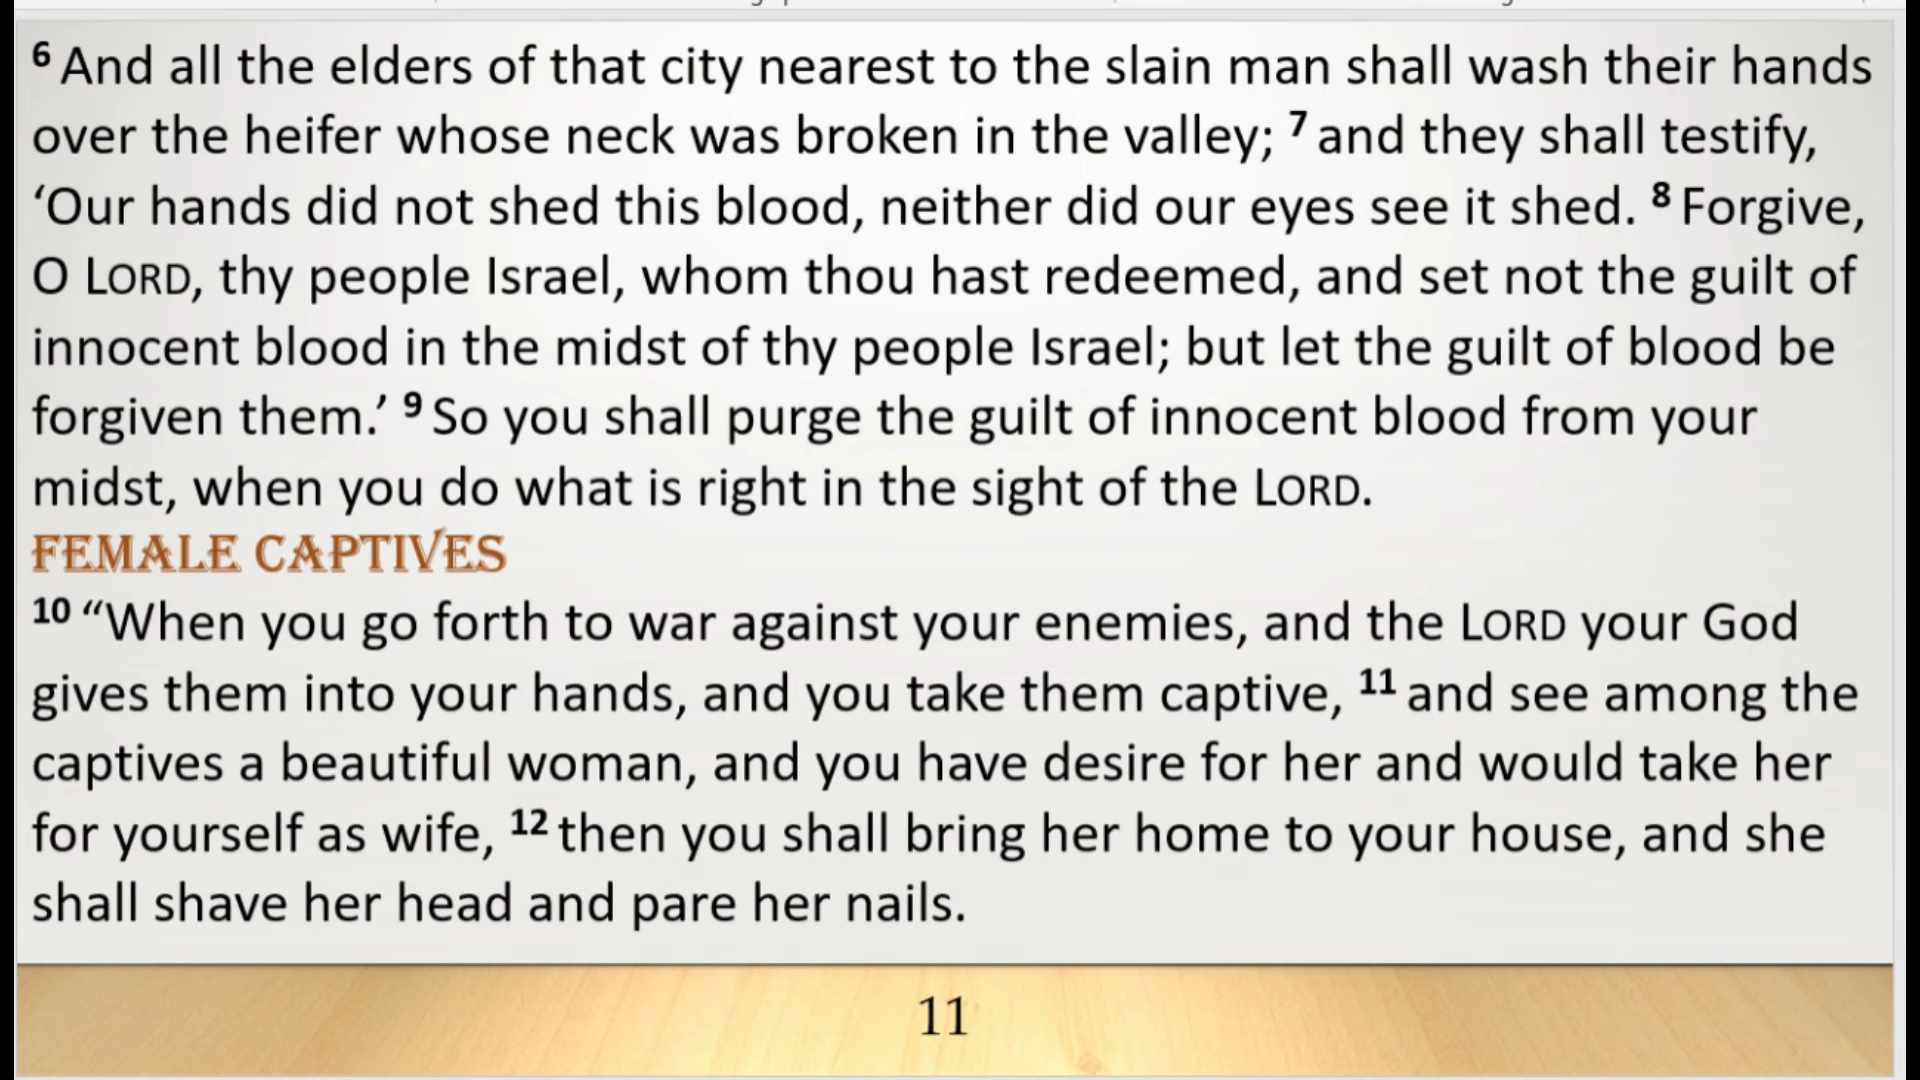 6 And all the elders of that city nearest to the slain man shall wash their hands
over the heifer whose neck was broken in the valley; 7 and they shall testify,
‘Our hands did not shed this blood, neither did our eyes see it shed. 8 Forgive,
O LORD, thy people Israel, whom thou hast redeemed, and set not the guilt of
innocent blood in the midst of thy people Israel; but let the guilt of blood be
forgiven them.’ 9 So you shall purge the guilt of innocent blood from your
midst, when you do what is right in the sight of the LORD.
FEMALE CAPTIVES
10 “When you go forth to war against your enemies, and the LORD your God
gives them into your hands, and you take them captive, 11 and see among the
captives a beautiful woman, and you have desire for her and would take her
for yourself as wife, 12 then you shall bring her home to your house, and she
shall shave her head and pare her nails.
11